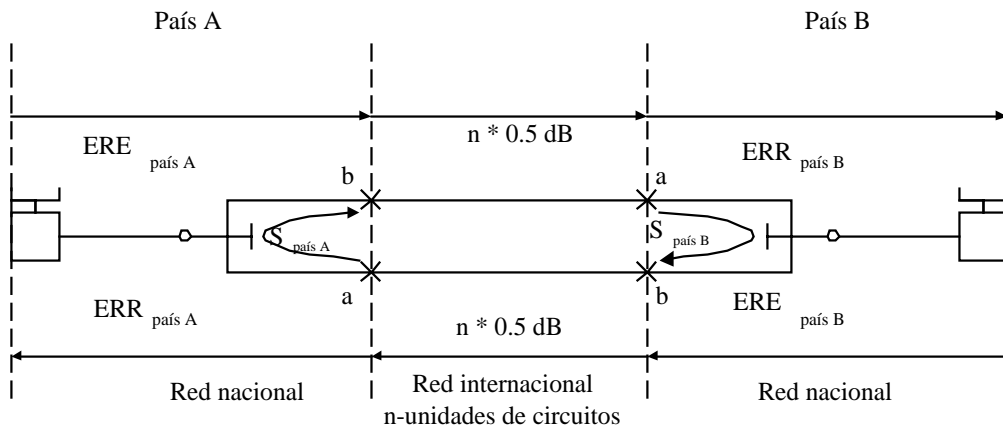 País A
País B
n * 0.5 dB
ERE país A
ERR país B
b
a
S país A
S país B
a
b
ERR país A
ERE país B
n * 0.5 dB
Red nacional
Red internacional
n-unidades de circuitos
Red nacional